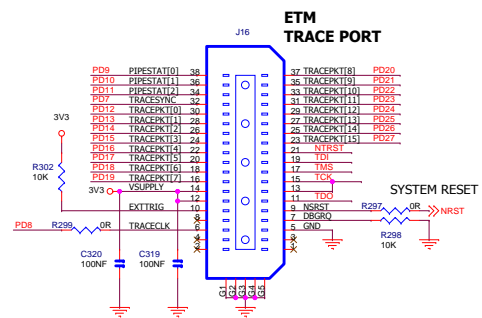 ETM
TRACE PORT
J16
PD9 PIPESTAT[0] 38 37 TRACEPKT[8] PD20
PD10 PIPESTAT[1] 36 35 TRACEPKT[9] PD21
PD11 PIPESTAT[2] 34 33 TRACEPKT[10] PD22
PD7 TRACESYNC 32 31 TRACEPKT[11] PD23
PD12 TRACEPKT[0] 30 29 TRACEPKT[12] PD24
PD13 TRACEPKT[1] 28 27 TRACEPKT[13] PD25
PD14 TRACEPKT[2] 26 25 TRACEPKT[14] PD26
PD15 TRACEPKT[3] 24 23 TRACEPKT[15] PD27
PD16 TRACEPKT[4] 22 21 NTRST
PD17 TRACEPKT[5] 20 19 TDI
PD18 TRACEPKT[6] 18 17 TMS
PD19 TRACEPKT[7] 16 15 TCK
3V3
R302
10K
3V3 VSUPPLY 14 13
12 11 TDO
SYSTEM RESET
EXTTRIG 10 9 NSRST R297 0R NRST
8 7 DBGRQ
PD8 R299 0R TRACECLK 6 5 GND
R298
10K
4 3
2 1
C320
100NF
C319
100NF
G1 G2 G3 G4 G5